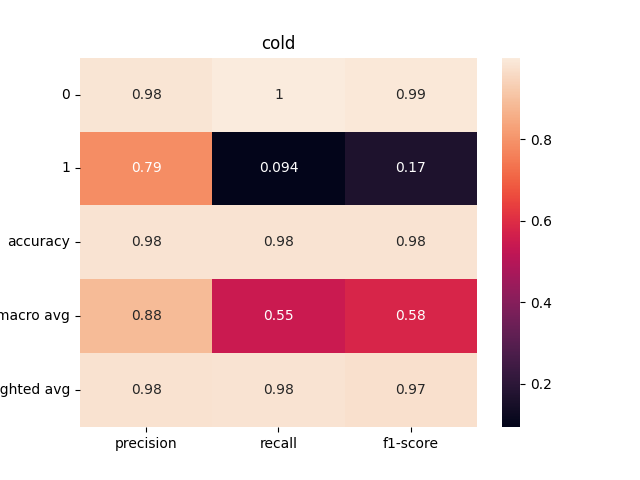 cold
0 0.98 1 0.99
1 0.79 0.094 0.17
accuracy 0.98 0.98 0.98
macro avg 0.88 0.55 0.58
ghted avg 0.98 0.98 0.97
precision recall f1-score
0.8
0.6
0.4
0.2